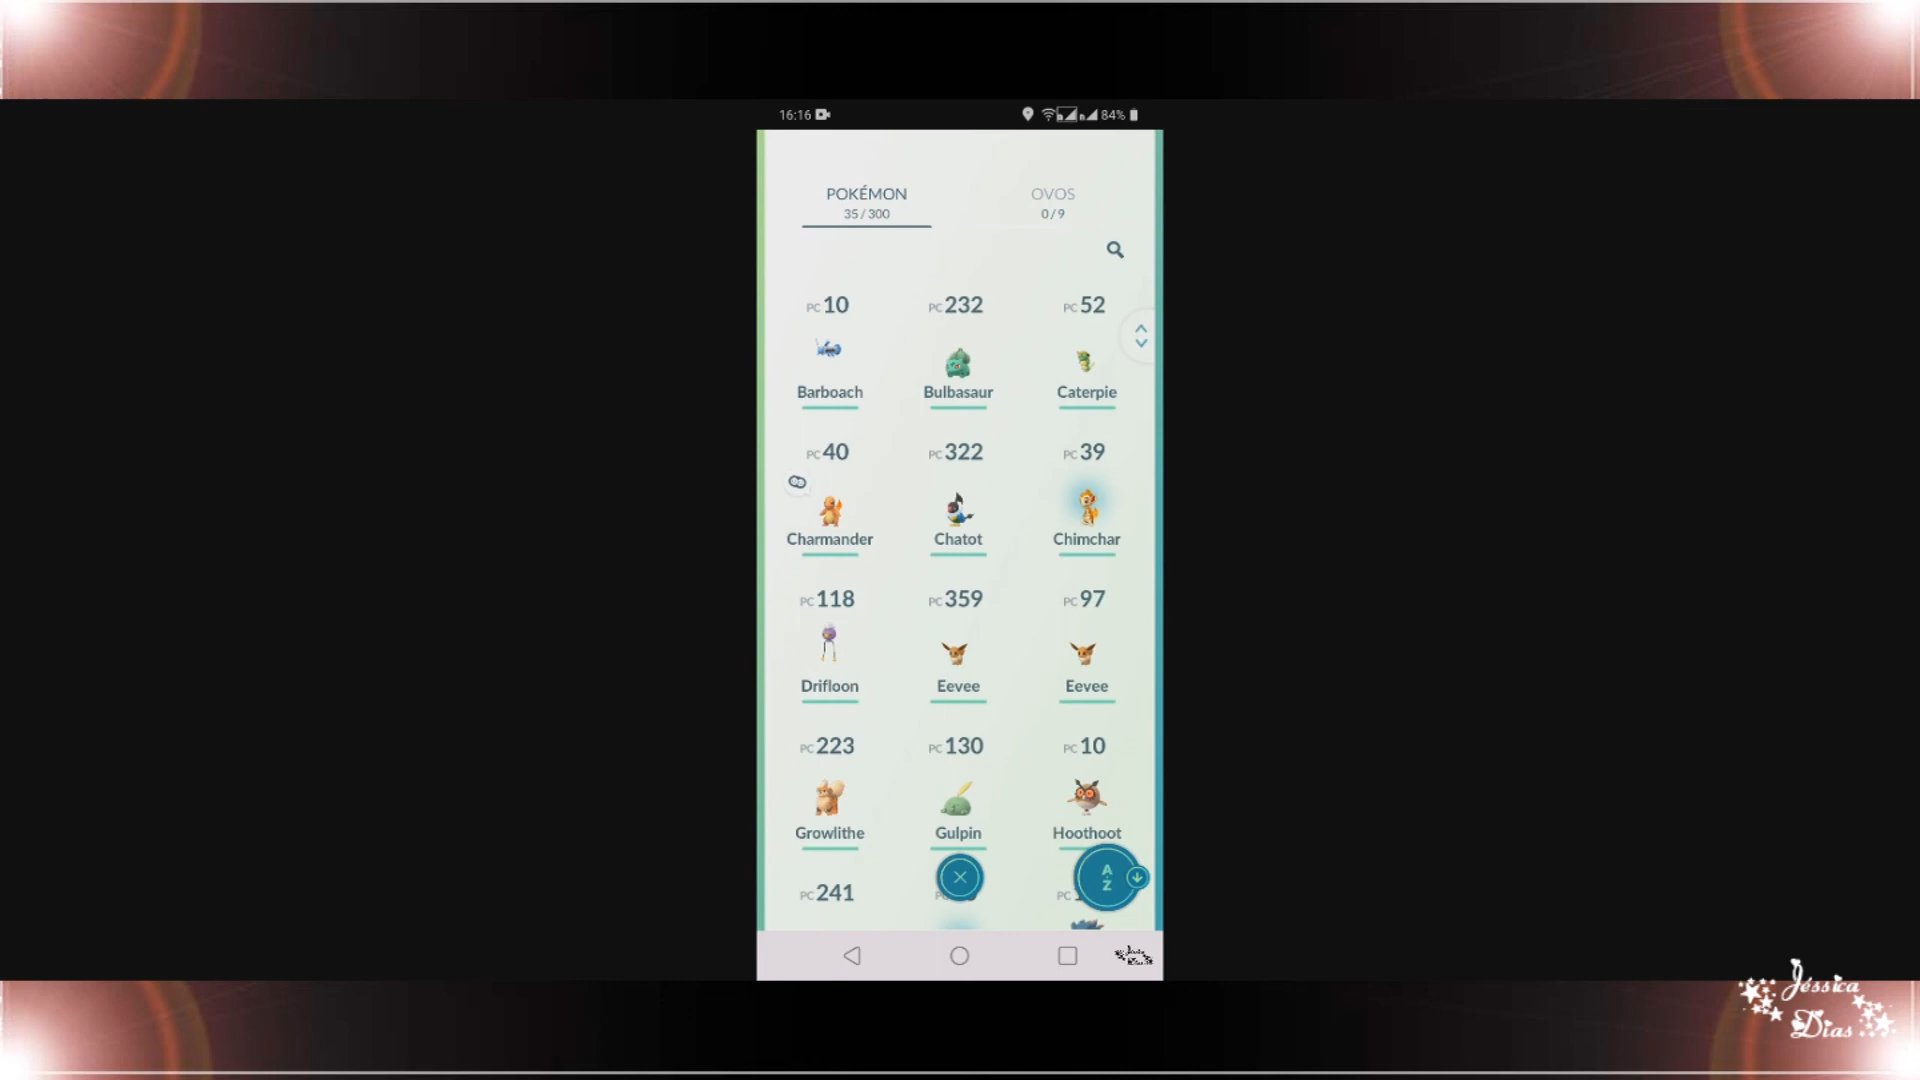 16:16 84%
POKÉMON OVOS
35 / 300 0 / 9
PC 10 PC 232 PC 52
Barboach Bulbasaur Caterpie
PC 40 PC 322 PC 39
Charmander Chatot Chimchar
PC 118 PC 359 PC 97
Drifloon Eevee Eevee
PC 223 PC 130 PC 10
Growlithe Gulpin Hoothoot
PC 241 PC
A
Z
Jéssica
Dias